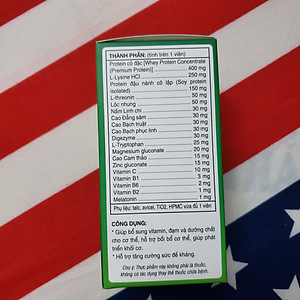 THÀNH PHẦN: (tính trên 1 viên)
Protein cô đặc [Whey Protein Concentrate
(Premium Protein)] 400 mg
L-Lysine HCl 250 mg
Protein đậu nành cô lập (Soy protein
isolated) 150 mg
L-threonin 50 mg
Lộc nhung 50 mg
Nấm Linh chi 30 mg
Cao Đẳng sâm 30 mg
Cao Bạch truật 30 mg
Cao Bạch phục linh 30 mg
Digezyme 30 mg
L-Tryptophan 25 mg
Magnesium gluconate 20 mg
Cao Cam thảo 15 mg
Zinc gluconate 15 mg
Vitamin C 10 mg
Vitamin B1 3 mg
Vitamin B6 2 mg
Vitamin B2 1 mg
Melatonin 1 mg
Phụ liệu: talc, avicel, TiO2, HPMC vừa đủ 1 viên.
CÔNG DỤNG:
* Giúp bổ sung vitamin, đạm và dưỡng chất
cho cơ thể, hỗ trợ bồi bổ cơ thể, giúp phát
triển khối cơ.
* Hỗ trợ tăng cường sức đề kháng.
Chú ý: Thực phẩm này không phải là thuốc,
không có tác dụng thay thế thuốc chữa bệnh.